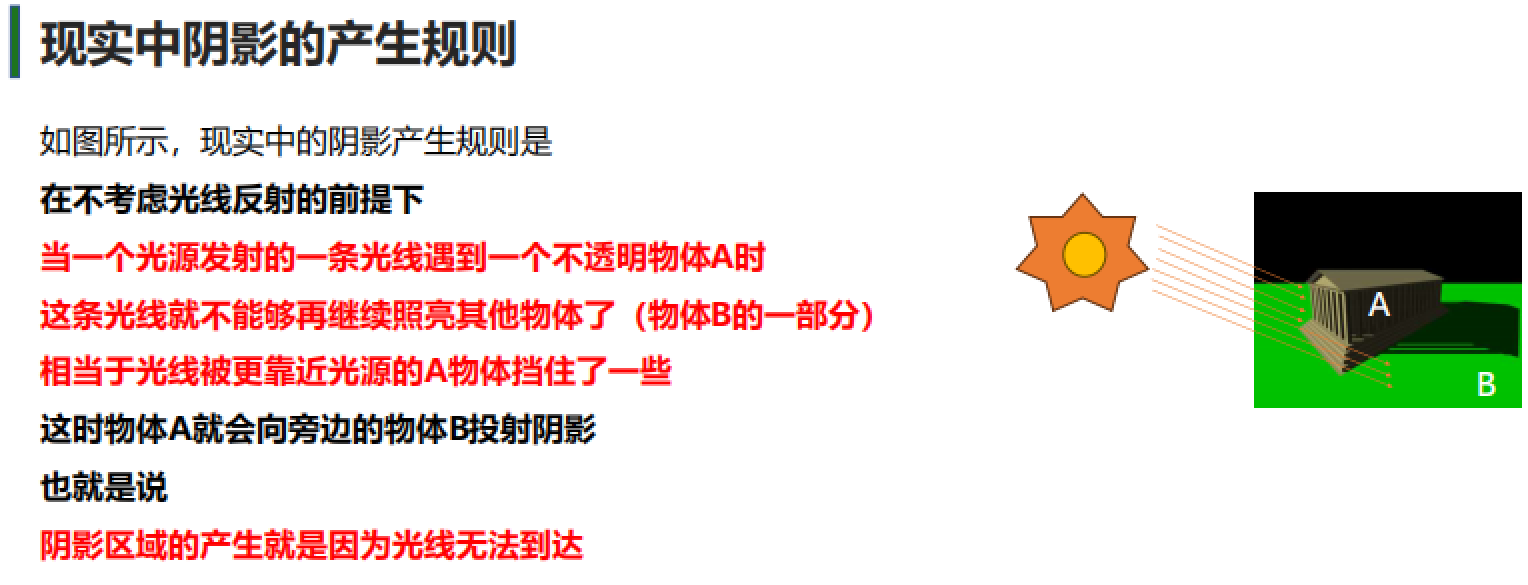 现实中阴影的产生规则
如图所示，现实中的阴影产生规则是
在不考虑光线反射的前提下
当一个光源发射的一条光线遇到一个不透明物体A时
这条光线就不能够再继续照亮其他物体了（物体B的一部分）
相当于光线被更靠近光源的A物体挡住了一些
这时物体A就会向旁边的物体B投射阴影
也就是说
阴影区域的产生就是因为光线无法到达
A
B